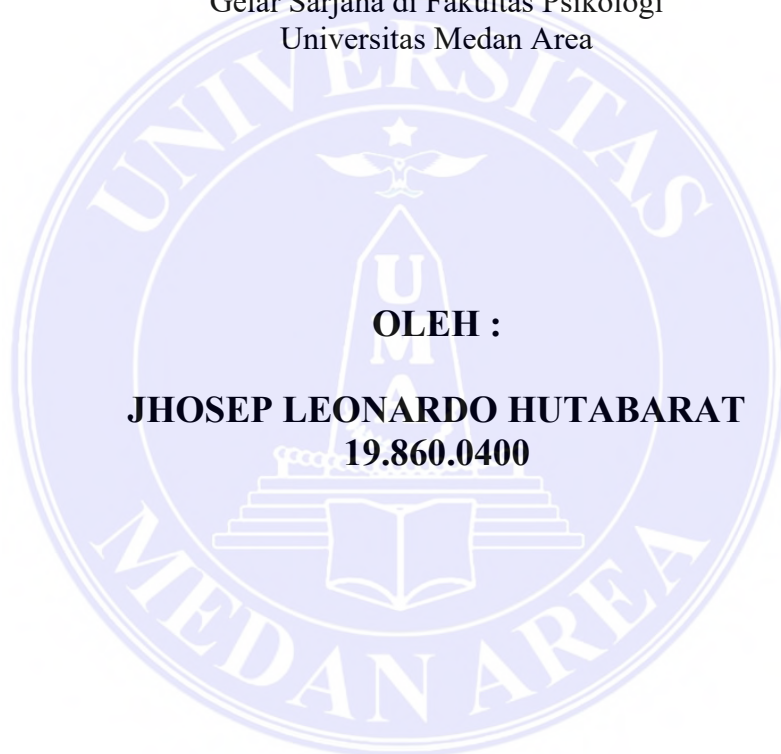 Gelar Sarjana di Fakultas Psikologi
Universitas Medan Area
UNIVERSITAS
U
M
A
OLEH :
JHOSEP LEONARDO HUTABARAT
19.860.0400
MEDAN AREA